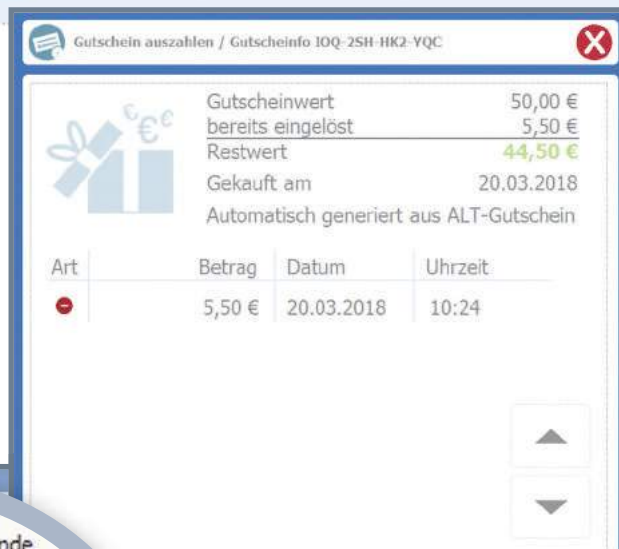 Gutschein auszahlen / Gutscheinfo IOQ-2SH-HK2-YQC
Gutscheinwert 50,00 €
bereits eingelöst 5,50 €
Restwert 44,50 €
Gekauft am 20.03.2018
Automatisch generiert aus ALT-Gutschein
Art Betrag Datum Uhrzeit
5,50 € 20.03.2018 10:24